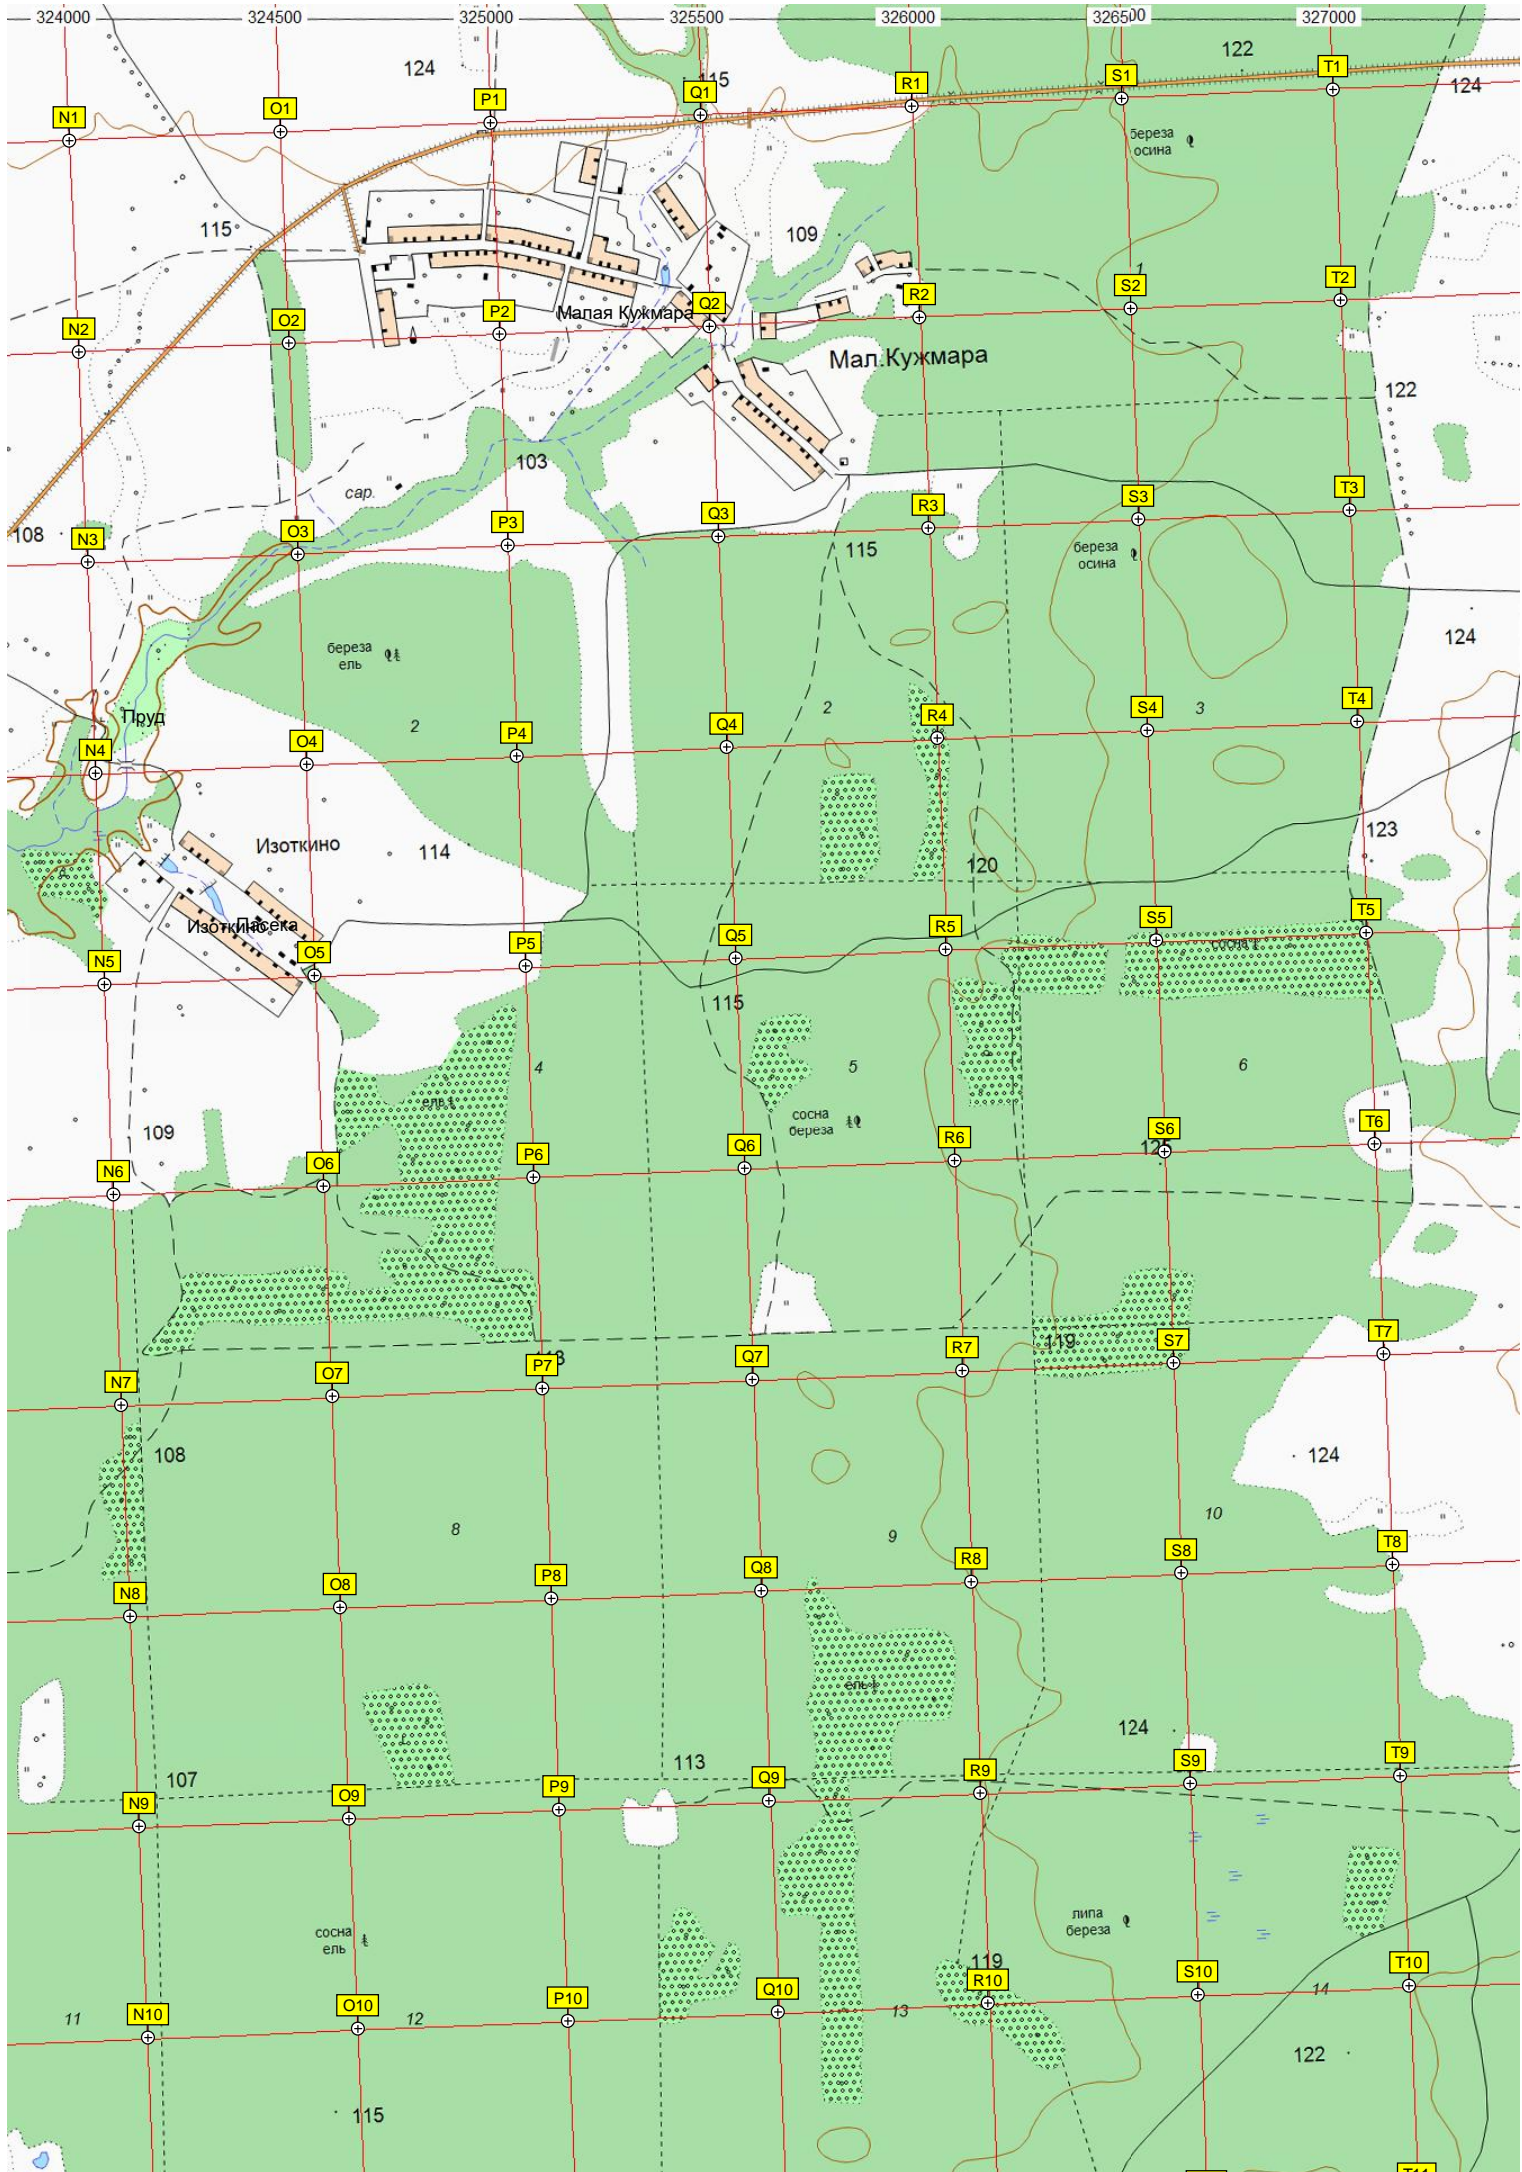 324000 324500 325000 325500 326000 326500 327000
124 115 122 124
N1 O1 P1 Q1 R1 S1 T1
береза
осина
115 109 1
N2 O2 P2 Q2 R2 S2 T2
Малая Кужмара
Мал.Кужмара
122
103
сар.
108
N3 O3 P3 Q3 R3 S3 T3
115
береза
осина
береза
ель
124
Пруд
2 2 3
N4 O4 P4 Q4 R4 S4 T4
Изоткино
114 120 123
Изоткино
Пасека
N5 O5 P5 Q5 R5 S5 T5
сосна
115
4 5 6
ель
сосна
береза
109
125
N6 O6 P6 Q6 R6 S6 T6
119
N7 O7 P7 Q7 R7 S7 T7
108 124
8 9 10
N8 O8 P8 Q8 R8 S8 T8
ель
124
107 113
N9 O9 P9 Q9 R9 S9 T9
сосна
ель
липа
береза
119
N10 O10 P10 Q10 R10 S10 T10
11 12 13 14
122
115
T11